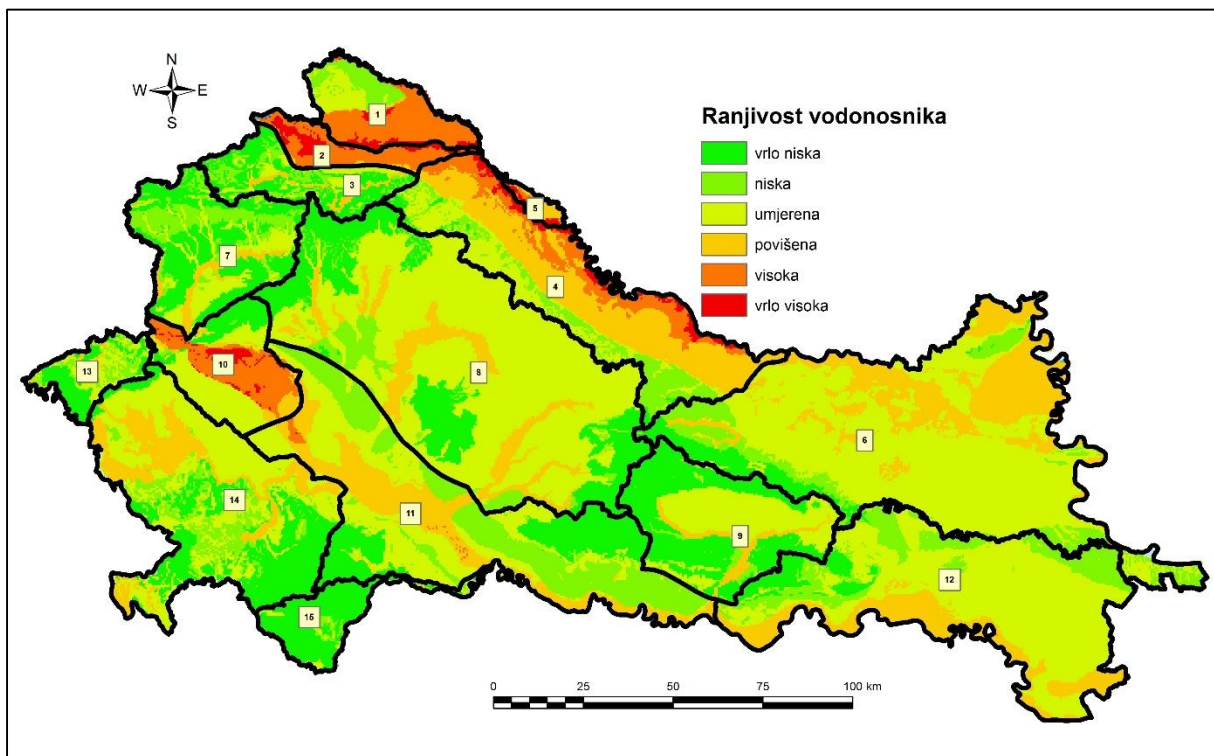 N
W E
S
Ranjivost vodonosnika
vrlo niska
niska
umjerena
povišena
visoka
vrlo visoka
1
2
3
5
7
4
10
13
8
6
14
11
9
12
15
0 25 50 75 100 km